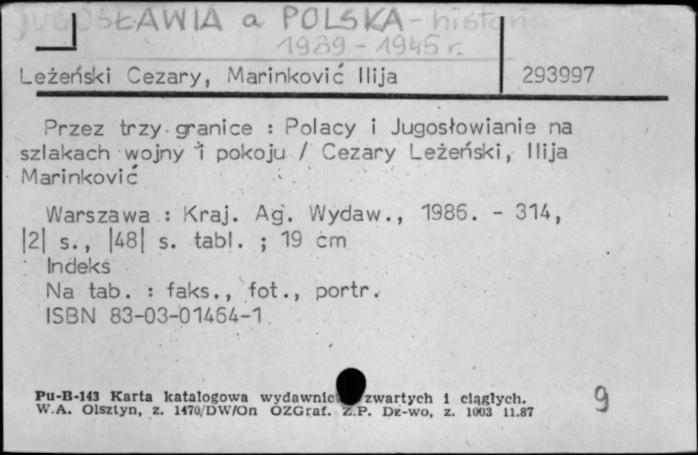 JUGOSŁAWIA a POLSKA - historia
1939 - 1945 r.
Leżeński Cezary, Marinković Ilija 293997
Przez trzy granice : Polacy i Jugosłowianie na
szlakach wojny i pokoju / Cezary Leżeński, Ilija
Marinković
Warszawa : Kraj. Ag. Wydaw., 1986. - 314,
|2| s., |48| s. tabl. ; 19 cm
Indeks
Na tab. : faks., fot., portr.
ISBN 83-03-01464-1
Pu-B-143 Karta katalogowa wydawnic zwartych i ciągłych.
W.A. Olsztyn, z. 1470/DW/On OZGraf. Z.P. Dz-wo, z. 1003 11.87
9